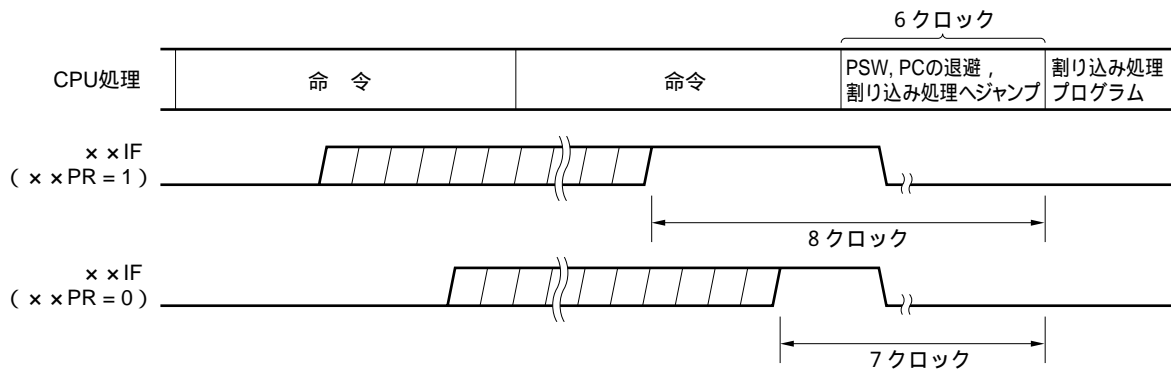 6 クロック
CPU処理
命 令
命令
PSW, PCの退避,
割り込み処理へジャンプ
割り込み処理
プログラム
××IF
(××PR = 1)
8 クロック
××IF
(××PR = 0)
7 クロック